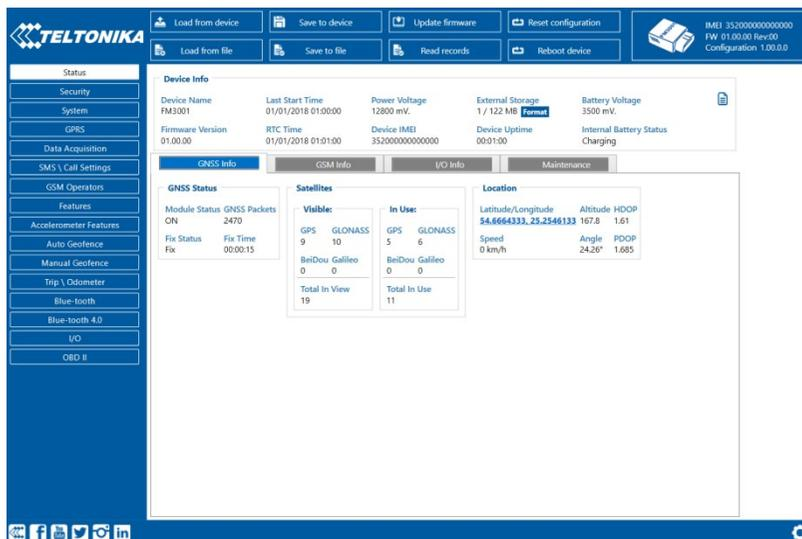 TELTONIKA
Load from device
Save to device
Update firmware
Reset configuration
Load from file
Save to file
Read records
Reboot device
IMEI 352000000000000
FW 01.00.00 Rev:00
Configuration 1.00.0.0
Status
Security
System
GPRS
Data Acquisition
SMS \ Call Settings
GSM Operators
Features
Accelerometer Features
Auto Geofence
Manual Geofence
Trip \ Odometer
Blue-tooth
Blue-tooth 4.0
I/O
OBD II
Device Info
Device Name Last Start Time Power Voltage External Storage Battery Voltage
FM3001 01/01/2018 01:00:00 12800 mV. 1 / 122 MB Format 3500 mV.
Firmware Version RTC Time Device IMEI Device Uptime Internal Battery Status
01.00.00 01/01/2018 01:01:00 352000000000000 00:01:00 Charging
GNSS Info GSM Info I/O Info Maintenance
GNSS Status
Module Status GNSS Packets
ON 2470
Fix Status Fix Time
Fix 00:00:15
Satellites
Visible:
GPS GLONASS
9 10
BeiDou Galileo
0 0
Total In View
19
In Use:
GPS GLONASS
5 6
BeiDou Galileo
0 0
Total In Use
11
Location
Latitude/Longitude Altitude HDOP
54.6664333, 25.2546133 167.8 1.61
Speed Angle PDOP
0 km/h 24.26° 1.685